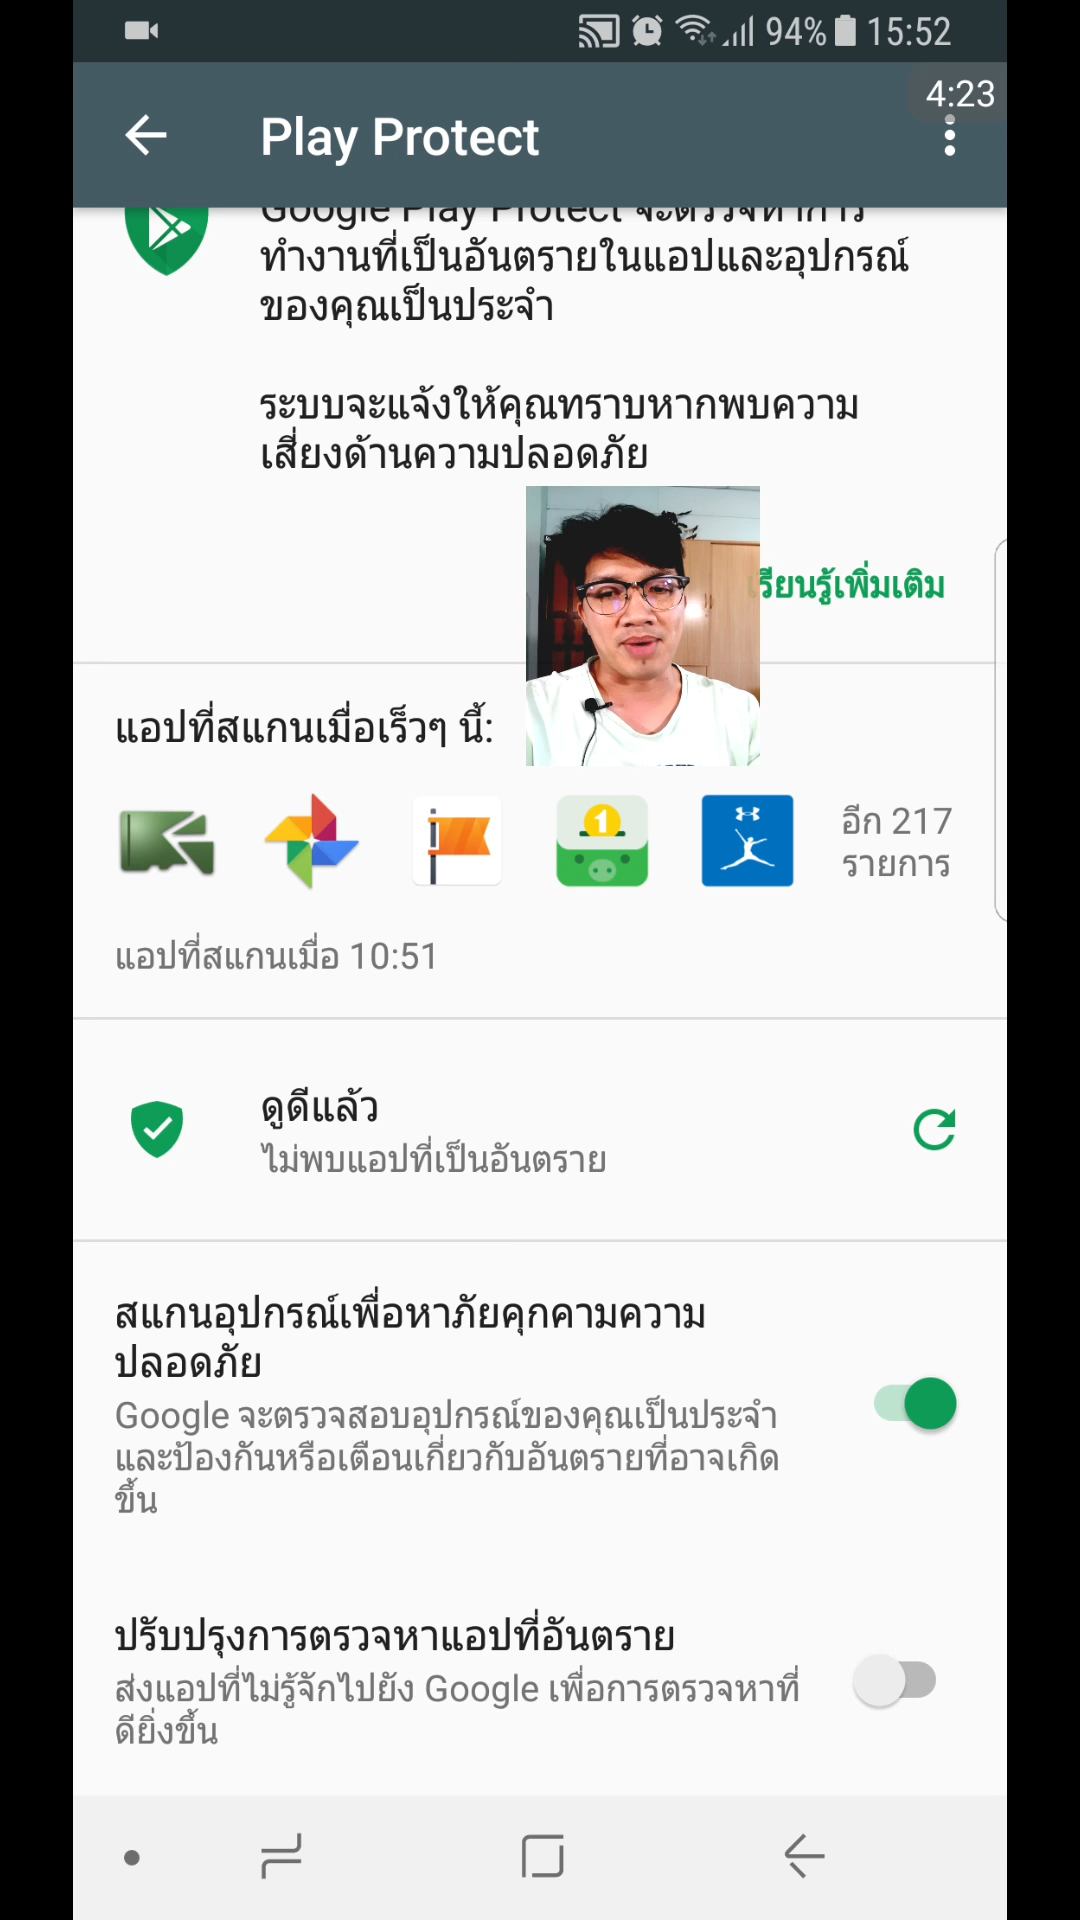 94% 15:52
4:23
Play Protect
Google Play Protect จะตรวจหาการ
ทำงานที่เป็นอันตรายในแอปและอุปกรณ์
ของคุณเป็นประจำ
ระบบจะแจ้งให้คุณทราบหากพบความ
เสี่ยงด้านความปลอดภัย
เรียนรู้เพิ่มเติม
แอปที่สแกนเมื่อเร็วๆ นี้:
1
อีก 217
รายการ
แอปที่สแกนเมื่อ 10:51
ดูดีแล้ว
ไม่พบแอปที่เป็นอันตราย
สแกนอุปกรณ์เพื่อหาภัยคุกคามความ
ปลอดภัย
Google จะตรวจสอบอุปกรณ์ของคุณเป็นประจำ
และป้องกันหรือเตือนเกี่ยวกับอันตรายที่อาจเกิด
ขึ้น
ปรับปรุงการตรวจหาแอปที่อันตราย
ส่งแอปที่ไม่รู้จักไปยัง Google เพื่อการตรวจหาที่
ดียิ่งขึ้น